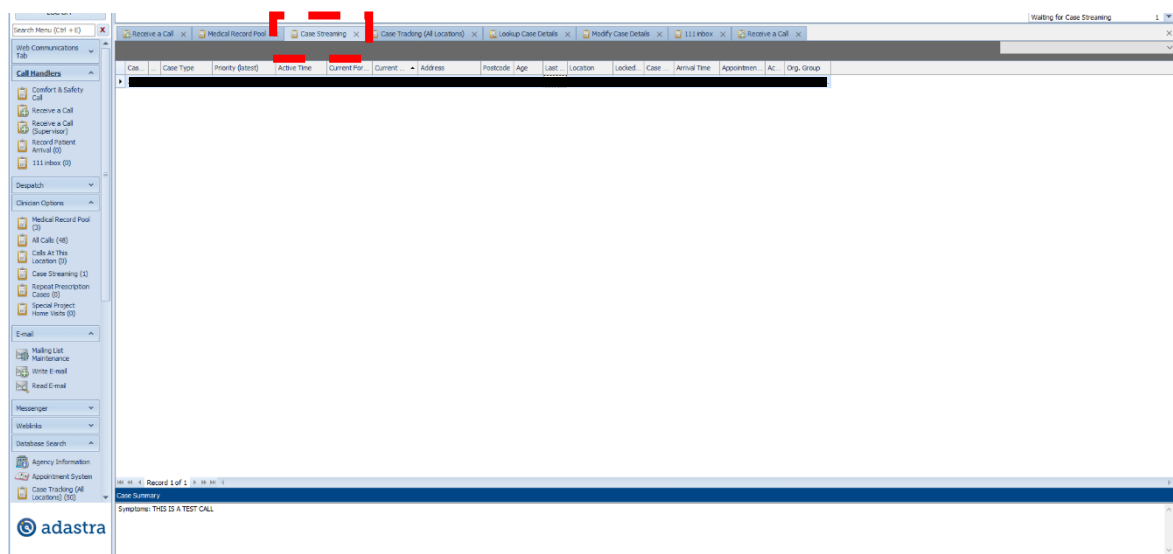 Waiting for Case Streaming 1
Search Menu (Ctrl + E) X
Receive a Call
Medical Record Pool
Case Streaming
Case Tracking (All Locations)
Lookup Case Details
Modify Case Details
111 inbox
Receive a Call
Web Communications
Tab
Call Handlers
Comfort & Safety
Call
Receive a Call
Receive a Call
(Supervisor)
Record Patient
Arrival (0)
111 inbox (0)
Despatch
Clinician Options
Medical Record Pool
(3)
All Calls (48)
Calls At This
Location (0)
Case Streaming (1)
Repeat Prescription
Cases (0)
Special Project
Home Visits (0)
E-mail
Mailing List
Maintenance
Write E-mail
Read E-mail
Messenger
Weblinks
Database Search
Agency Information
Appointment System
Case Tracking (All
Locations) (50)
adastra
Cas... ... Case Type Priority (latest) Active Time Current For... Current ... Address Postcode Age Last ... Location Locked... Case ... Arrival Time Appointmen... Ac... Org. Group
Record 1 of 1
Case Summary
Symptoms: THIS IS A TEST CALL